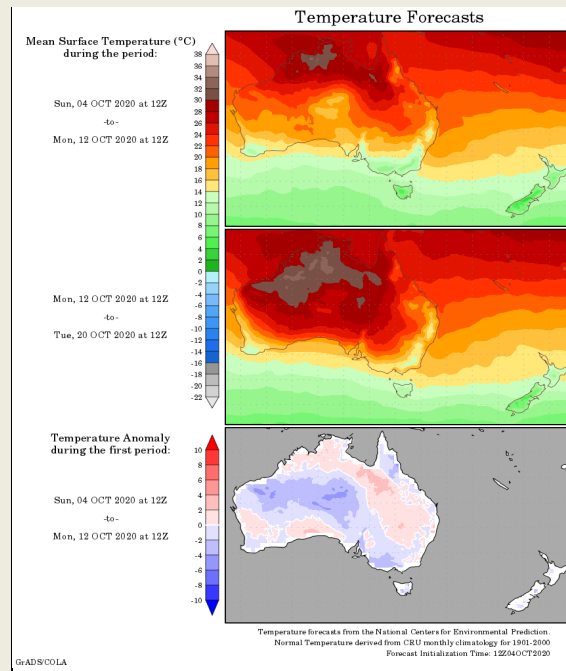 Temperature Forecasts
Mean Surface Temperature (°C)
during the period:
Sun, 04 OCT 2020 at 12Z
-to-
Mon, 12 OCT 2020 at 12Z
38
36
34
32
30
28
26
24
22
20
18
16
14
12
10
8
6
4
2
0
-2
-4
-6
-8
-10
-12
-14
-16
-18
-20
-22
Mon, 12 OCT 2020 at 12Z
-to-
Tue, 20 OCT 2020 at 12Z
Temperature Anomaly
during the first period:
Sun, 04 OCT 2020 at 12Z
-to-
Mon, 12 OCT 2020 at 12Z
10
8
6
4
2
0
-2
-4
-6
-8
-10
Temperature forecasts from the National Centers for Environmental Prediction.
Normal Temperature derived from CRU monthly climatology for 1901-2000
Forecast Initialization Time: 12Z04OCT2020
GrADS/COLA